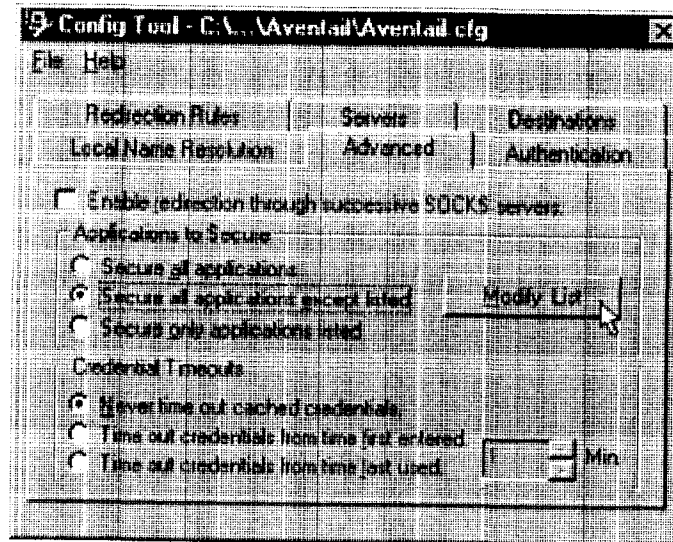 Config Tool - C:\...\Aventail\Aventail.cfg
File Help
Redirection Rules Servers Destinations
Local Name Resolution Advanced Authentication
Enable redirection through successive SOCKS servers.
Applications to Secure
Secure all applications.
Secure all applications except listed. Modify List
Secure only applications listed.
Credential Timeouts
Never time out cached credentials.
Time out credentials from time first entered.
Time out credentials from time last used. 1 Min